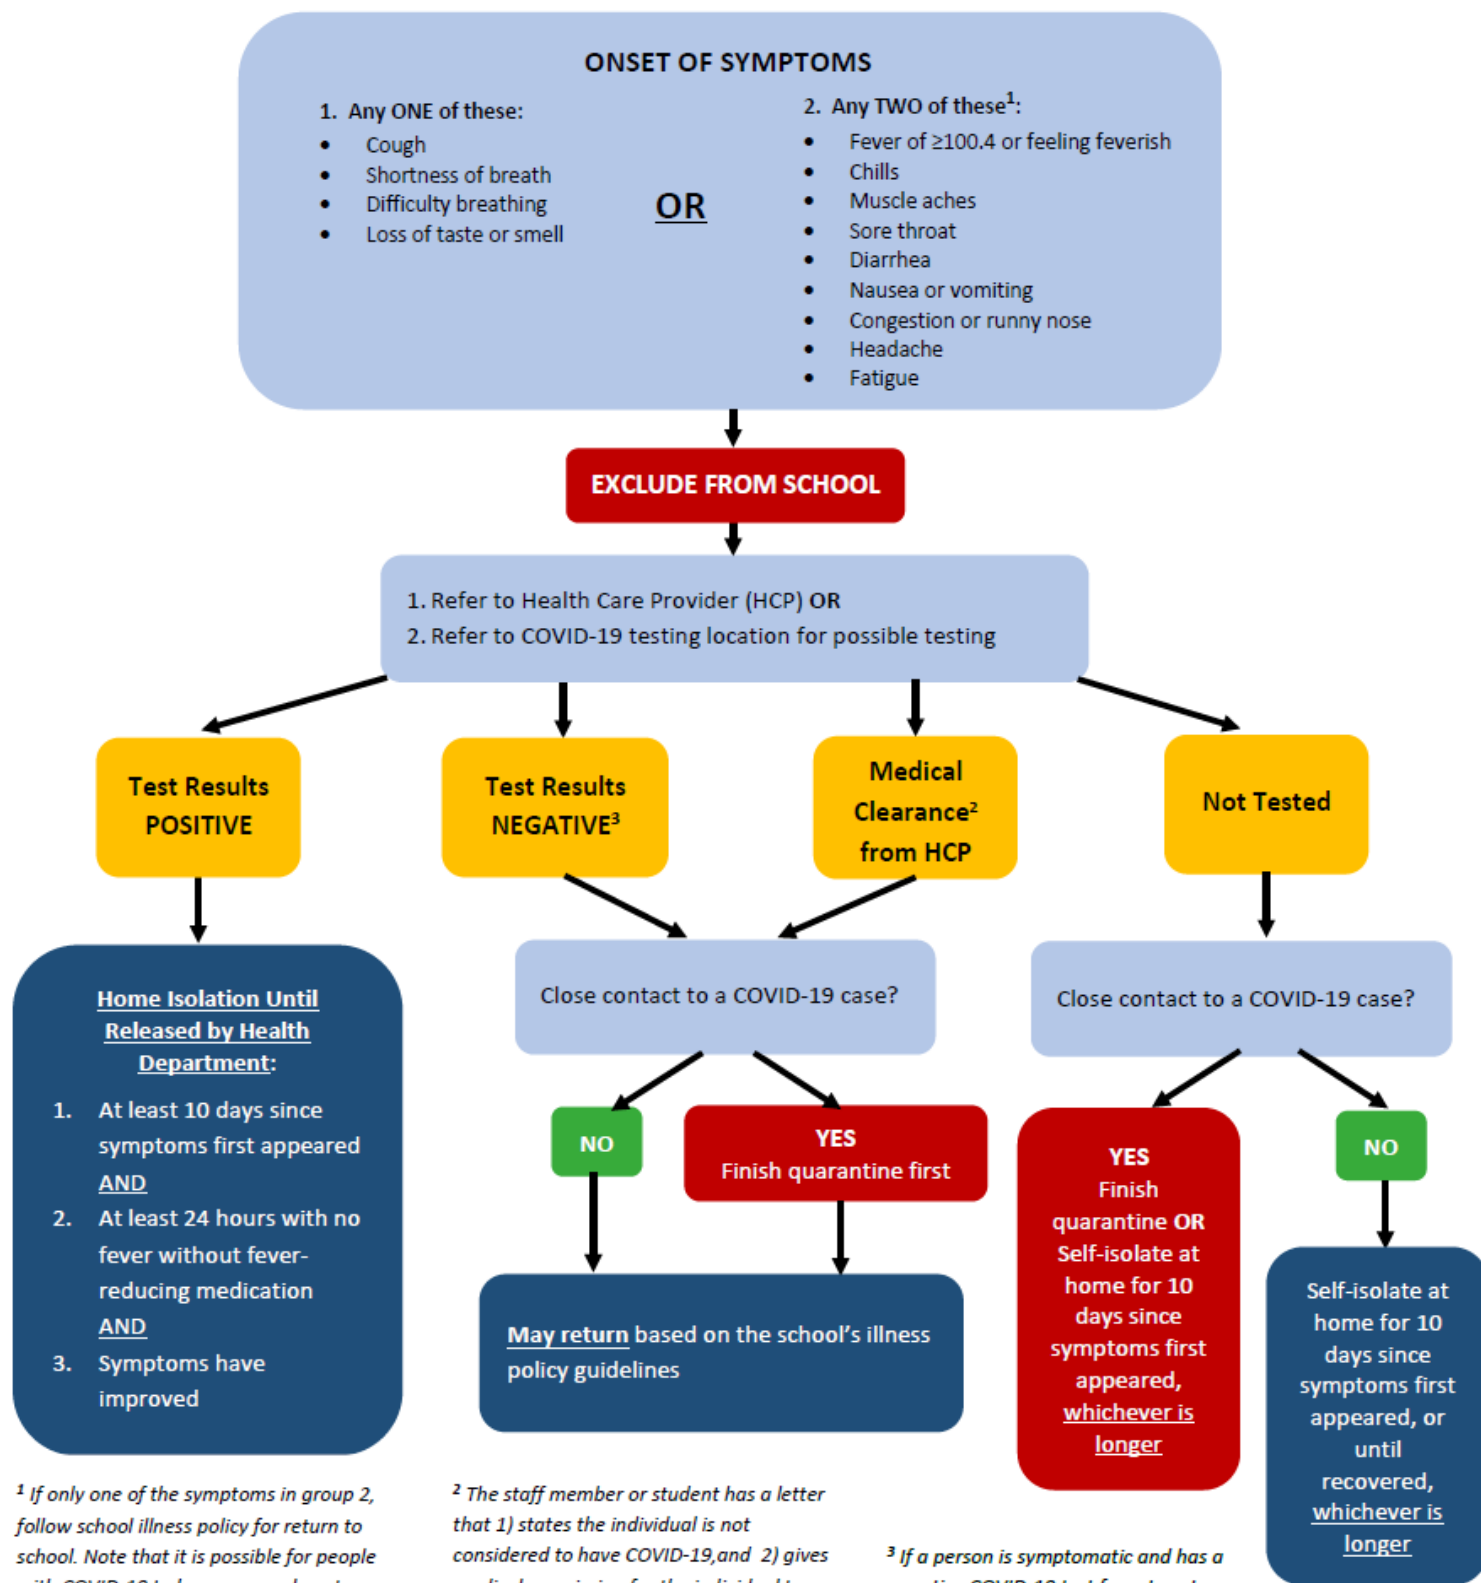 ONSET OF SYMPTOMS
1. Any ONE of these:
• Cough
• Shortness of breath
• Difficulty breathing
• Loss of taste or smell
OR
2. Any TWO of these¹:
• Fever of ≥100.4 or feeling feverish
• Chills
• Muscle aches
• Sore throat
• Diarrhea
• Nausea or vomiting
• Congestion or runny nose
• Headache
• Fatigue
EXCLUDE FROM SCHOOL
1. Refer to Health Care Provider (HCP) OR
2. Refer to COVID-19 testing location for possible testing
Test Results
POSITIVE
Test Results
NEGATIVE³
Medical
Clearance²
from HCP
Not Tested
Home Isolation Until
Released by Health
Department:
1. At least 10 days since
symptoms first appeared
AND
2. At least 24 hours with no
fever without fever-
reducing medication
AND
3. Symptoms have
improved
Close contact to a COVID-19 case?
NO
YES
Finish quarantine first
May return based on the school's illness
policy guidelines
Close contact to a COVID-19 case?
YES
Finish
quarantine OR
Self-isolate at
home for 10
days since
symptoms first
appeared,
whichever is
longer
NO
Self-isolate at
home for 10
days since
symptoms first
appeared, or
until
recovered,
whichever is
longer
¹ If only one of the symptoms in group 2,
follow school illness policy for return to
school. Note that it is possible for people
² The staff member or student has a letter
that 1) states the individual is not
considered to have COVID-19,and 2) gives
³ If a person is symptomatic and has a